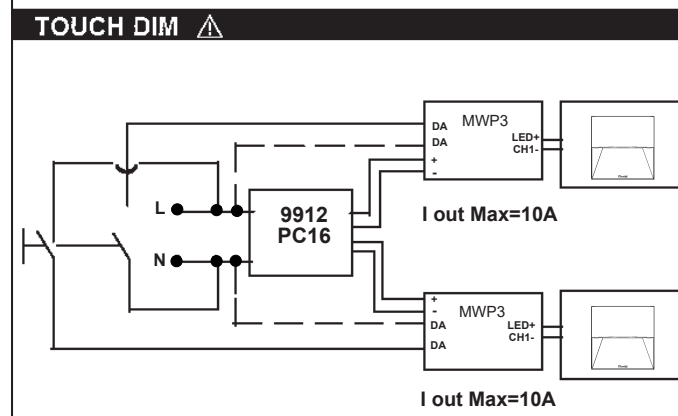 TOUCH DIM
DA
MWP3
DA
LED+
CH1-
+
-
L
9912
PC16
I out Max=10A
N
+
-
MWP3
DA
LED+
CH1-
DA
I out Max=10A